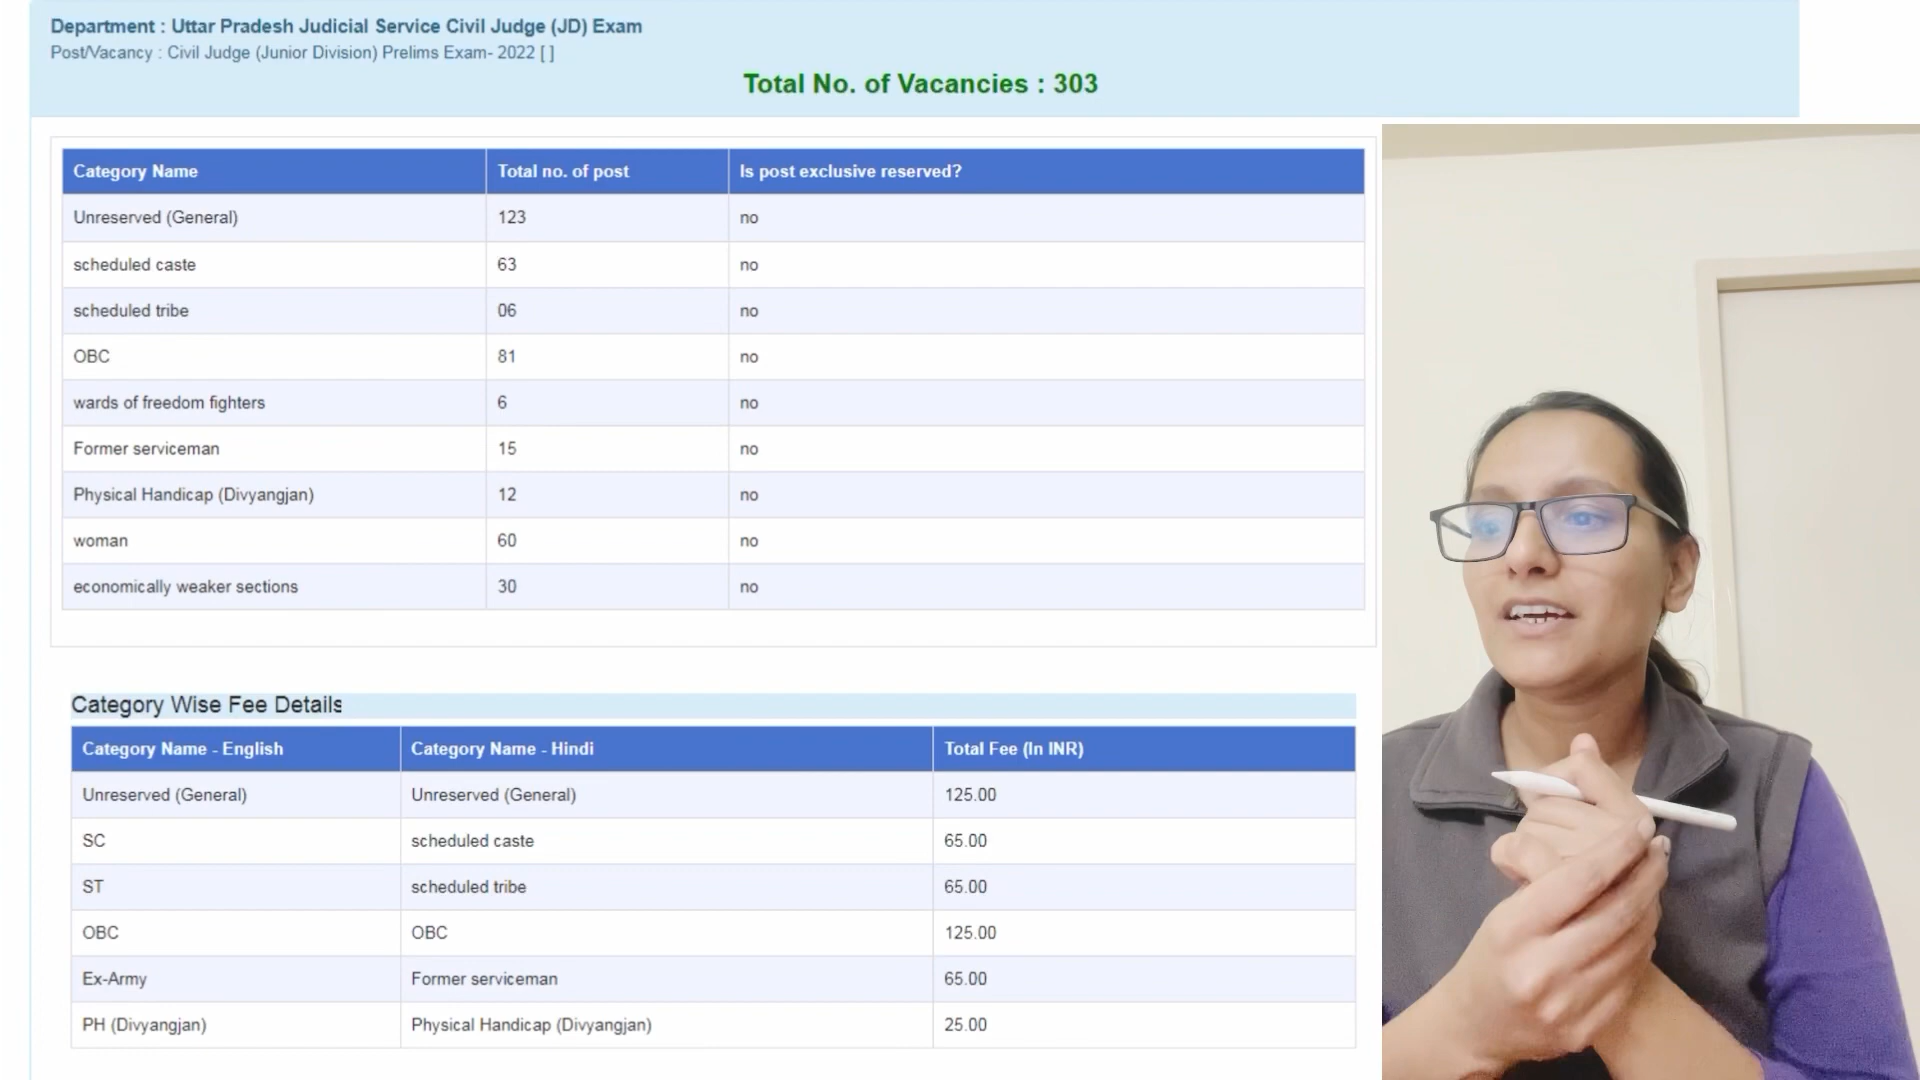 Department : Uttar Pradesh Judicial Service Civil Judge (JD) Exam
Post/Vacancy : Civil Judge (Junior Division) Prelims Exam- 2022 [ ]
Total No. of Vacancies : 303
Category Name Total no. of post Is post exclusive reserved?
Unreserved (General) 123 no
scheduled caste 63 no
scheduled tribe 06 no
OBC 81 no
wards of freedom fighters 6 no
Former serviceman 15 no
Physical Handicap (Divyangjan) 12 no
woman 60 no
economically weaker sections 30 no
Category Wise Fee Details
Category Name - English Category Name - Hindi Total Fee (In INR)
Unreserved (General) Unreserved (General) 125.00
SC scheduled caste 65.00
ST scheduled tribe 65.00
OBC OBC 125.00
Ex-Army Former serviceman 65.00
PH (Divyangjan) Physical Handicap (Divyangjan) 25.00